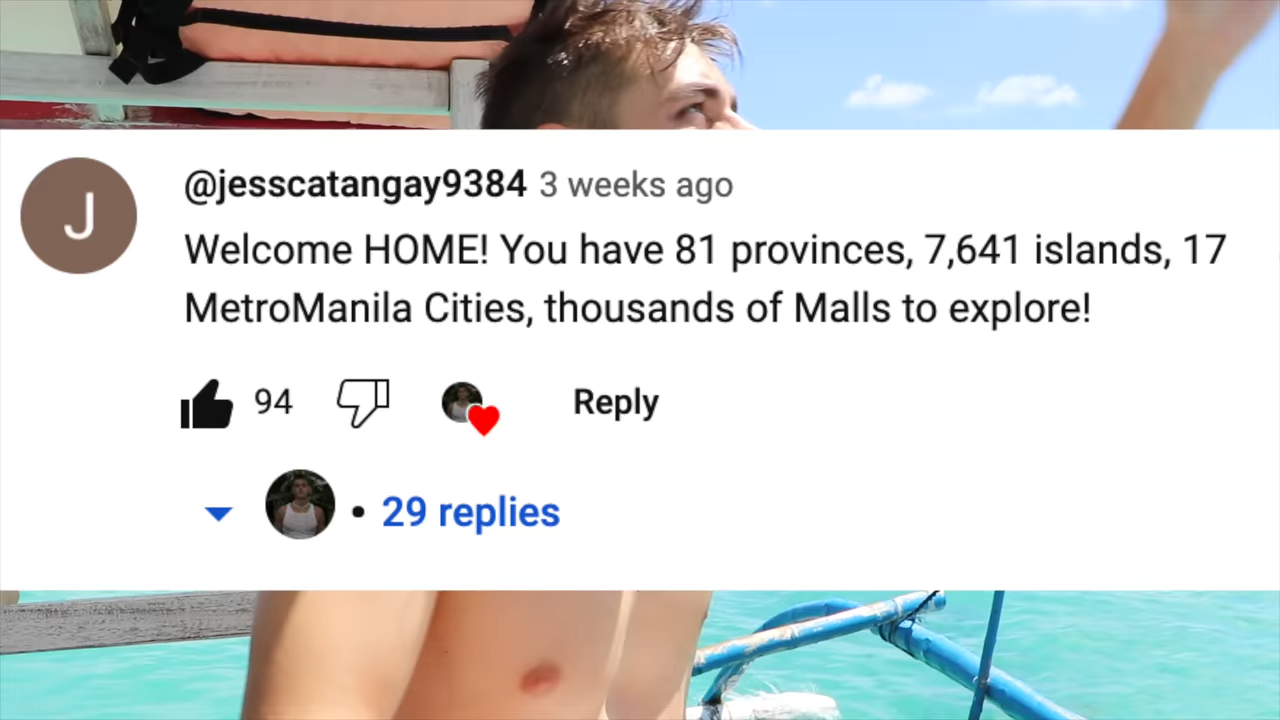 J
@jesscatangay9384 3 weeks ago
Welcome HOME! You have 81 provinces, 7,641 islands, 17
MetroManila Cities, thousands of Malls to explore!
94 Reply
• 29 replies